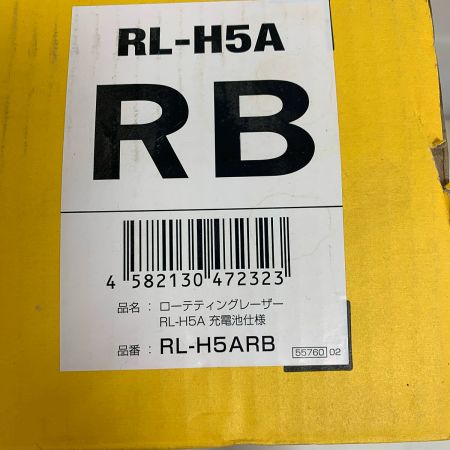 RL-H5A
RB
4 582130 472323
品名 : ローテティングレーザー
RL-H5A 充電池仕様
品番 : RL-H5ARB
55760 02